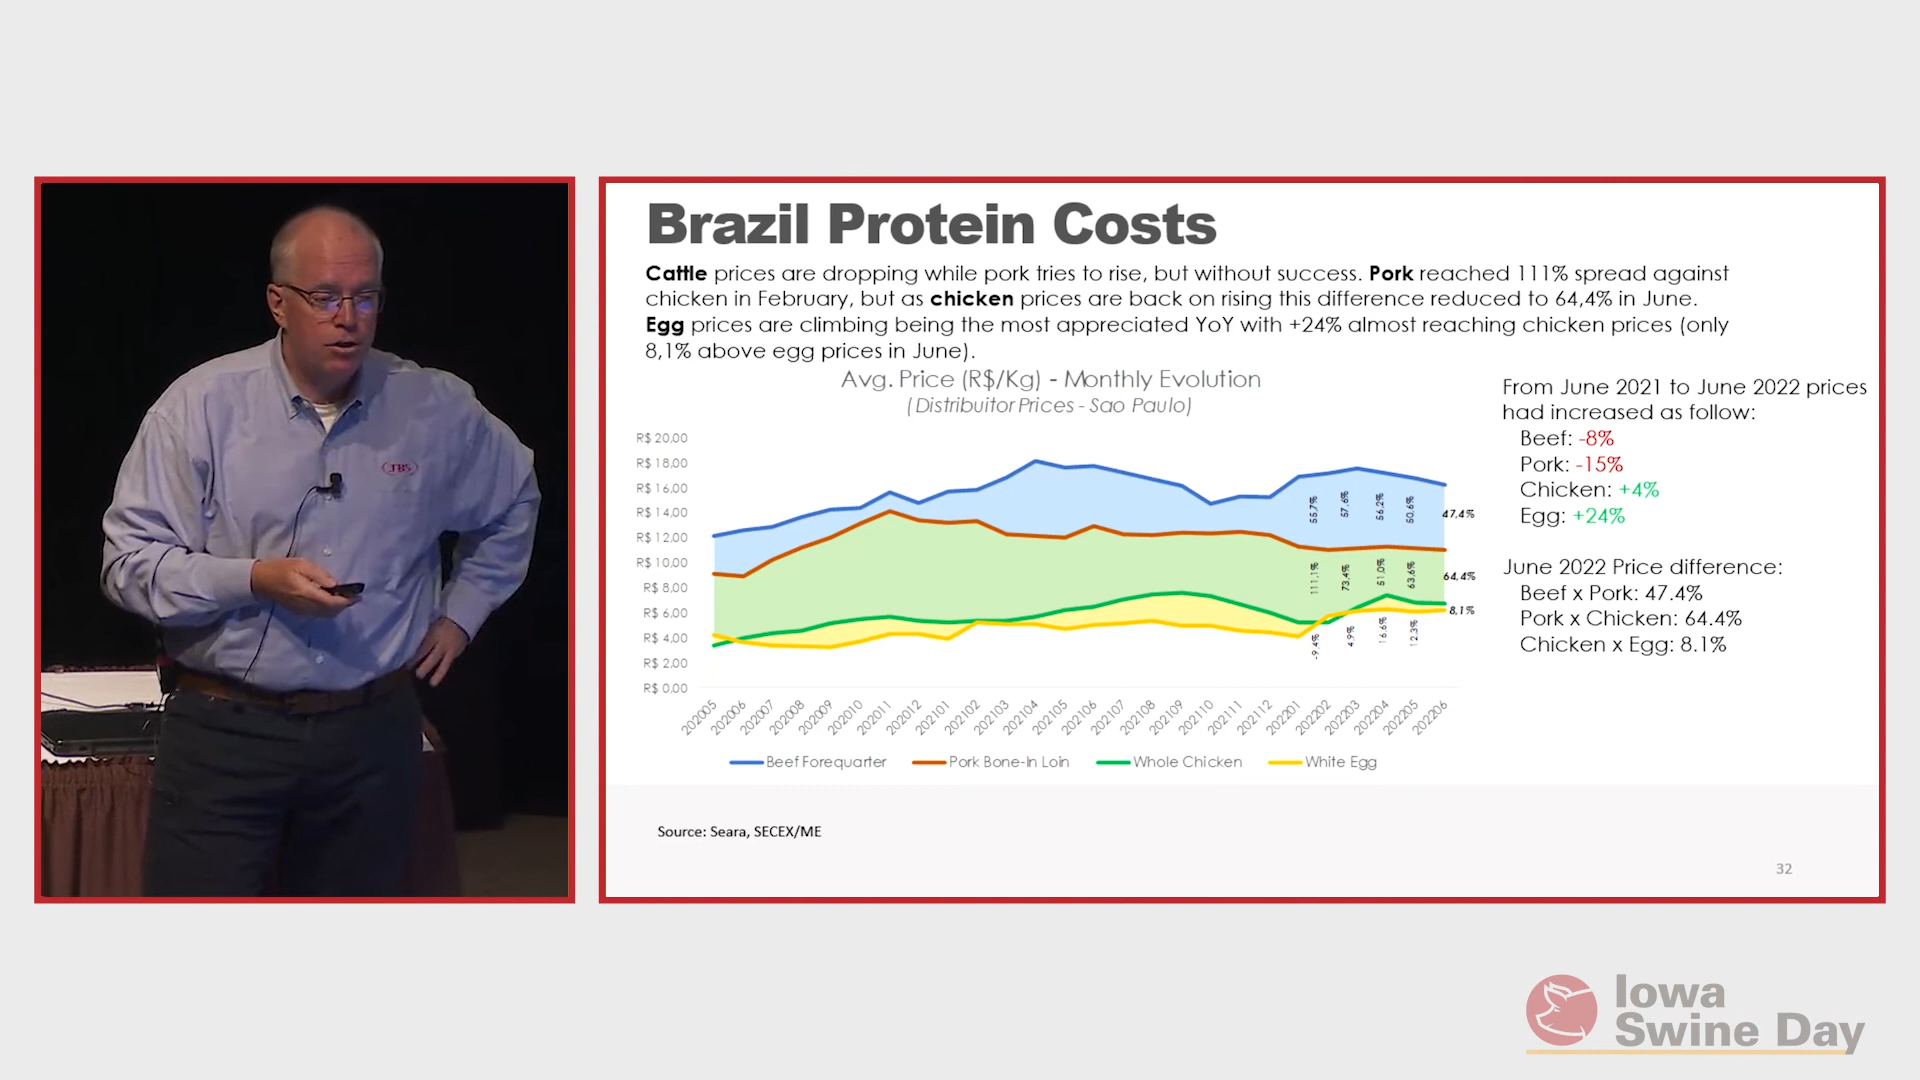 JBS
Brazil Protein Costs
Cattle prices are dropping while pork tries to rise, but without success. Pork reached 111% spread against
chicken in February, but as chicken prices are back on rising this difference reduced to 64,4% in June.
Egg prices are climbing being the most appreciated YoY with +24% almost reaching chicken prices (only
8,1% above egg prices in June).
Avg. Price (R$/Kg) - Monthly Evolution
(Distribuitor Prices - Sao Paulo)
R$ 20,00
R$ 18,00
R$ 16,00
R$ 14,00
R$ 12,00
R$ 10,00
R$ 8,00
R$ 6,00
R$ 4,00
R$ 2,00
R$ 0,00
55,7% 57,6% 56,2% 50,6% 47,4%
111,1% 73,4% 51,0% 63,6% 64,4%
-9,4% 4,9% 16,6% 12,3% 8,1%
202005 202006 202007 202008 202009 202010 202011 202012 202101 202102 202103 202104 202105 202106 202107 202108 202109 202110 202111 202112 202201 202202 202203 202204 202205 202206
Beef Forequarter Pork Bone-In Loin Whole Chicken White Egg
From June 2021 to June 2022 prices
had increased as follow:
Beef: -8%
Pork: -15%
Chicken: +4%
Egg: +24%
June 2022 Price difference:
Beef x Pork: 47.4%
Pork x Chicken: 64.4%
Chicken x Egg: 8.1%
Source: Seara, SECEX/ME
32
Iowa
Swine Day